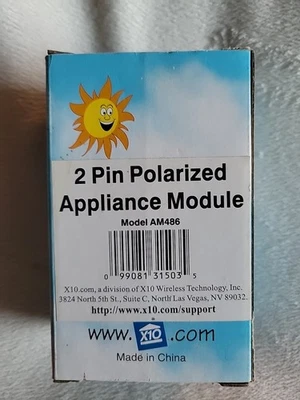 2 Pin Polarized
Appliance Module
Model AM486
0 99081 31503 5
X10.com, a division of X10 Wireless Technology, Inc.
3824 North 5th St., Suite C, North Las Vegas, NV 89032.
http://www.x10.com/support
www.X10.com
Made in China